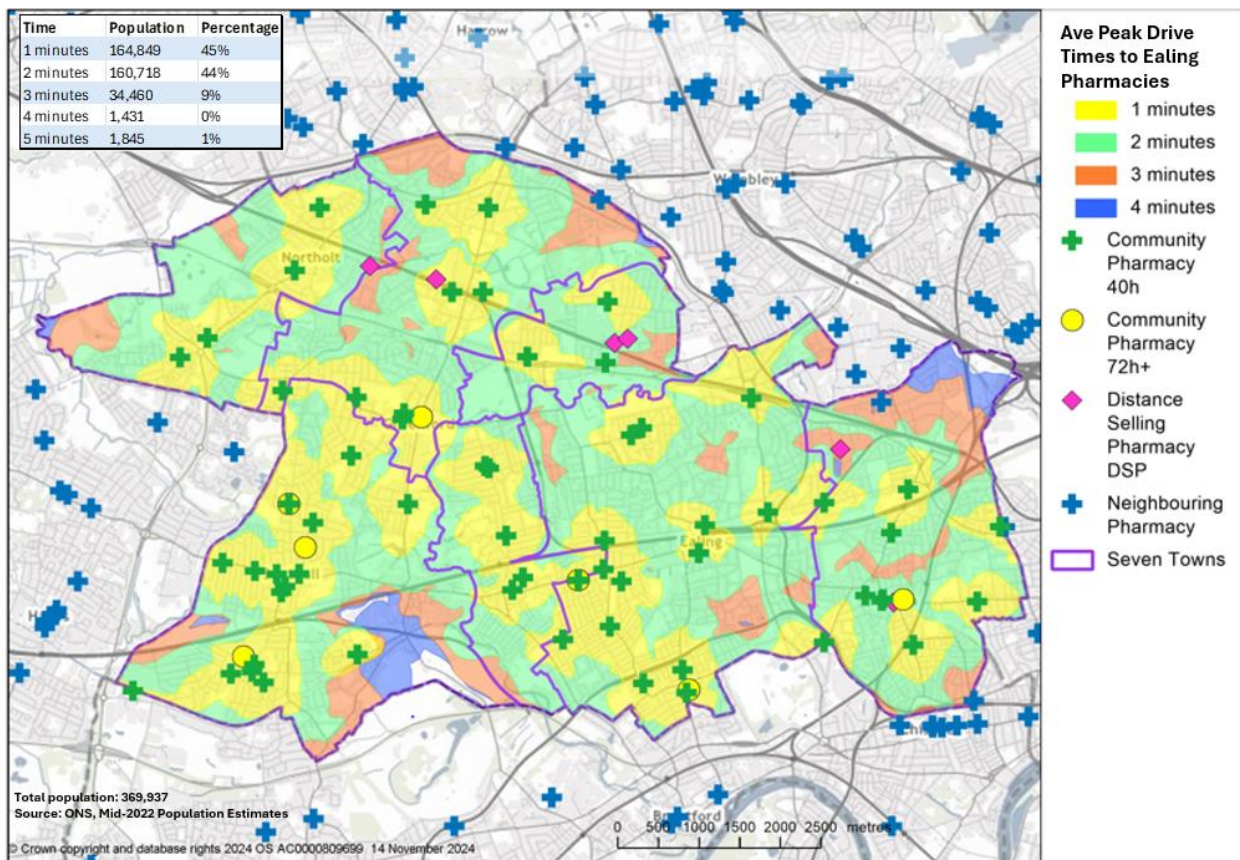 Time Population Percentage
1 minutes 164,849 45%
2 minutes 160,718 44%
3 minutes 34,460 9%
4 minutes 1,431 0%
5 minutes 1,845 1%
Ave Peak Drive
Times to Ealing
Pharmacies
1 minutes
2 minutes
3 minutes
4 minutes
Community
Pharmacy
40h
Community
Pharmacy
72h+
Distance
Selling
Pharmacy
DSP
Neighbouring
Pharmacy
Seven Towns
Harrow
Northolt
Ealing
Total population: 369,937
Source: ONS, Mid-2022 Population Estimates
0 500 1000 1500 2000 2500 metres
© Crown copyright and database rights 2024 OS AC0000809699 14 November 2024